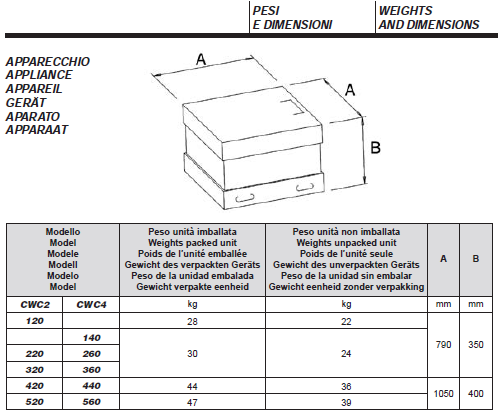 PESI
E DIMENSIONI
WEIGHTS
AND DIMENSIONS
APPARECCHIO
APPLIANCE
APPAREIL
GERÄT
APARATO
APPARAAT
A
A
B
Modello
Model
Modele
Modell
Modelo
Model
Peso unità imballata
Weights packed unit
Poids de l'unité emballée
Gewicht des verpackten Geräts
Peso de la unidad embalada
Gewicht verpakte eenheid
Peso unità non imballata
Weights unpacked unit
Poids de l'unité seule
Gewicht des unverpackten Geräts
Peso de la unidad sin embalar
Gewicht eenheid zonder verpakking
A
B
CWC2 CWC4 kg kg mm mm
120 28 22
140
220 260 30 24 790 350
320 360
420 440 44 36
1050 400
520 560 47 39